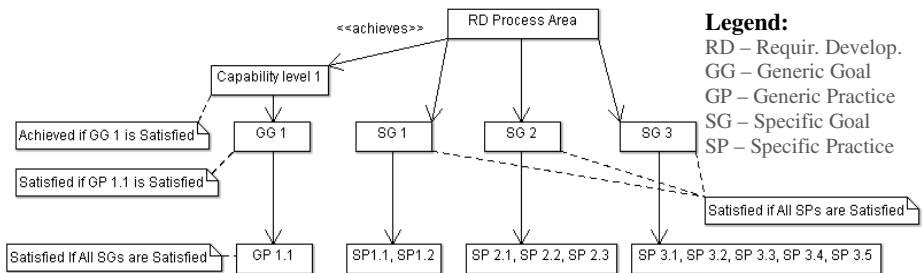 <<achieves>>
RD Process Area
Capability level 1
Achieved if GG 1 is Satisfied
GG 1
SG 1
SG 2
SG 3
Satisfied if GP 1.1 is Satisfied
Satisfied if All SPs are Satisfied
Satisfied If All SGs are Satisfied
GP 1.1
SP1.1, SP1.2
SP 2.1, SP 2.2, SP 2.3
SP 3.1, SP 3.2, SP 3.3, SP 3.4, SP 3.5
Legend:
RD – Requir. Develop.
GG – Generic Goal
GP – Generic Practice
SG – Specific Goal
SP – Specific Practice